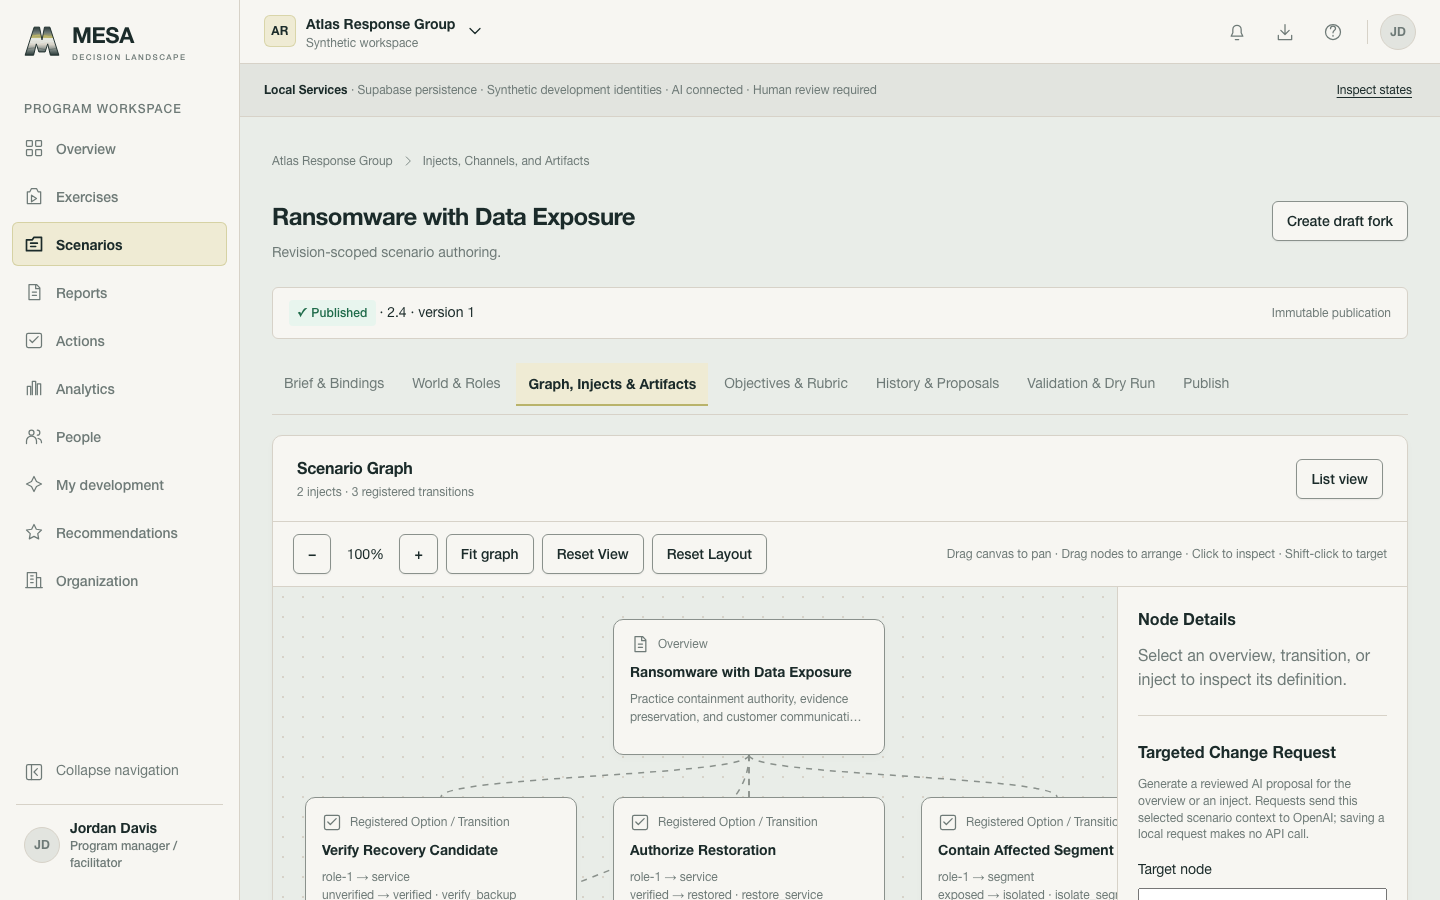 MESA
DECISION LANDSCAPE
PROGRAM WORKSPACE
Overview
Exercises
Scenarios
Reports
Actions
Analytics
People
My development
Recommendations
Organization
Collapse navigation
JD
Jordan Davis
Program manager /
facilitator
AR
Atlas Response Group
Synthetic workspace
JD
Local Services · Supabase persistence · Synthetic development identities · AI connected · Human review required
Inspect states
Atlas Response Group
Injects, Channels, and Artifacts
Ransomware with Data Exposure
Revision-scoped scenario authoring.
Create draft fork
✓ Published · 2.4 · version 1
Immutable publication
Brief & Bindings
World & Roles
Graph, Injects & Artifacts
Objectives & Rubric
History & Proposals
Validation & Dry Run
Publish
Scenario Graph
2 injects · 3 registered transitions
List view
−
100%
+
Fit graph
Reset View
Reset Layout
Drag canvas to pan · Drag nodes to arrange · Click to inspect · Shift-click to target
Overview
Ransomware with Data Exposure
Practice containment authority, evidence
preservation, and customer communicati…
Registered Option / Transition
Verify Recovery Candidate
role-1 → service
unverified → verified · verify_backup
Registered Option / Transition
Authorize Restoration
role-1 → service
verified → restored · restore_service
Registered Option / Transitio
Contain Affected Segment
role-1 → segment
exposed → isolated · isolate_segn
Node Details
Select an overview, transition, or
inject to inspect its definition.
Targeted Change Request
Generate a reviewed AI proposal for the
overview or an inject. Requests send this
selected scenario context to OpenAI; saving a
local request makes no API call.
Target node